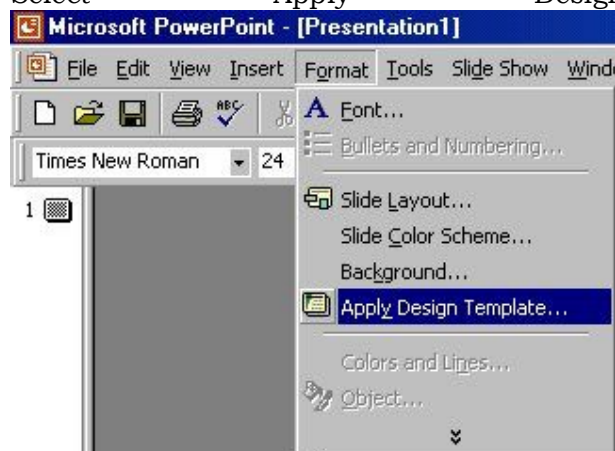 Select Apply Design
Microsoft PowerPoint - [Presentation1]
File Edit View Insert Format Tools Slide Show
ABC
Times New Roman 24
1
Font...
Bullets and Numbering...
Slide Layout...
Slide Color Scheme...
Background...
Apply Design Template...
Colors and Lines...
Object...